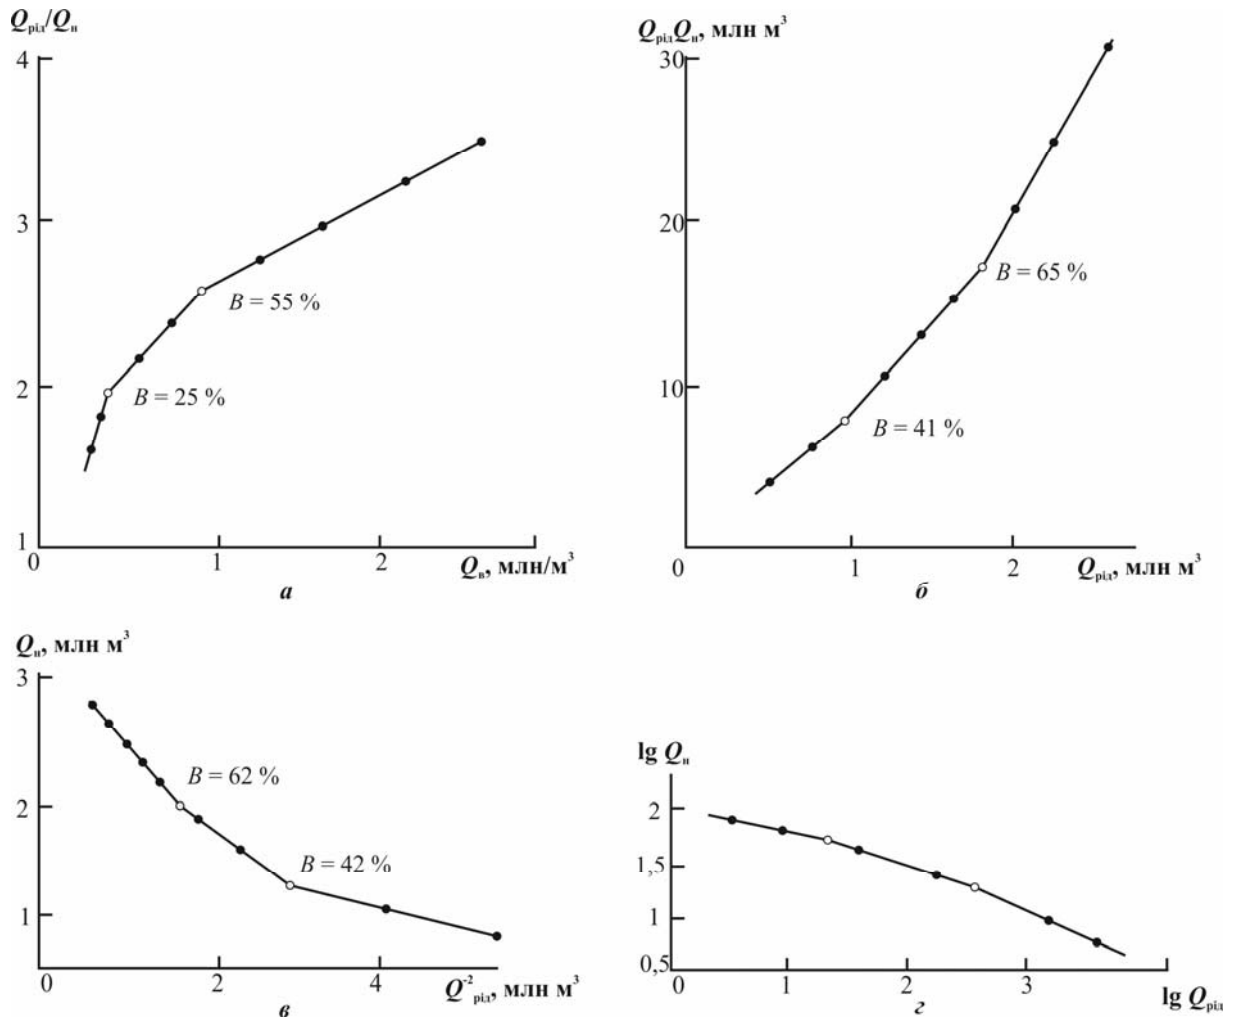 Qрід/Qн
4
3
2
1
0
1
2
B = 55 %
B = 25 %
Qв, млн/м³
а
QрідQн, млн м³
30
20
10
0
1
2
B = 65 %
B = 41 %
Qрід, млн м³
б
Qн, млн м³
3
2
1
0
2
4
B = 62 %
B = 42 %
Q⁻²рід, млн м³
в
lg Qн
2
1,5
1
0,5
0
1
2
3
lg Qрід
г